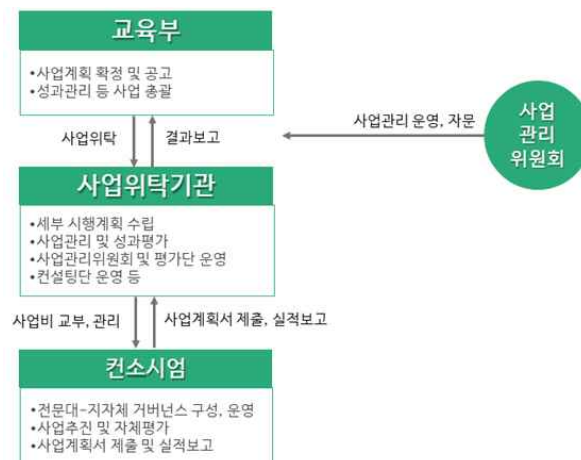 교육부
•사업계획 확정 및 공고
•성과관리 등 사업 총괄
사업위탁
결과보고
사업관리 운영, 자문
사업
관리
위원회
사업위탁기관
•세부 시행계획 수립
•사업관리 및 성과평가
•사업관리위원회 및 평가단 운영
•컨설팅단 운영 등
사업비 교부, 관리
사업계획서 제출, 실적보고
컨소시엄
•전문대-지자체 거버넌스 구성, 운영
•사업추진 및 자체평가
•사업계획서 제출 및 실적보고